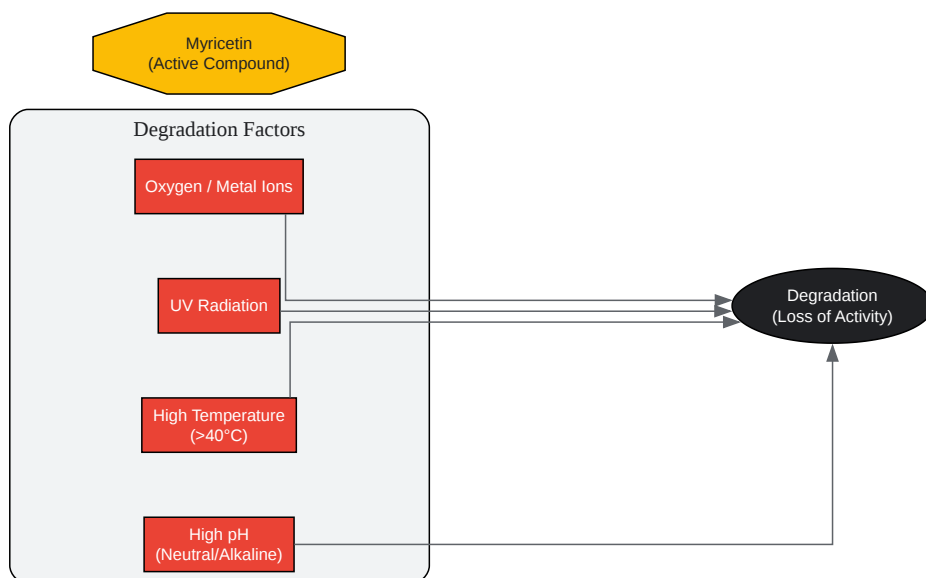 Myricetin
(Active Compound)
Degradation Factors
Oxygen / Metal Ions
UV Radiation
Degradation
(Loss of Activity)
High Temperature
(>40°C)
High pH
(Neutral/Alkaline)